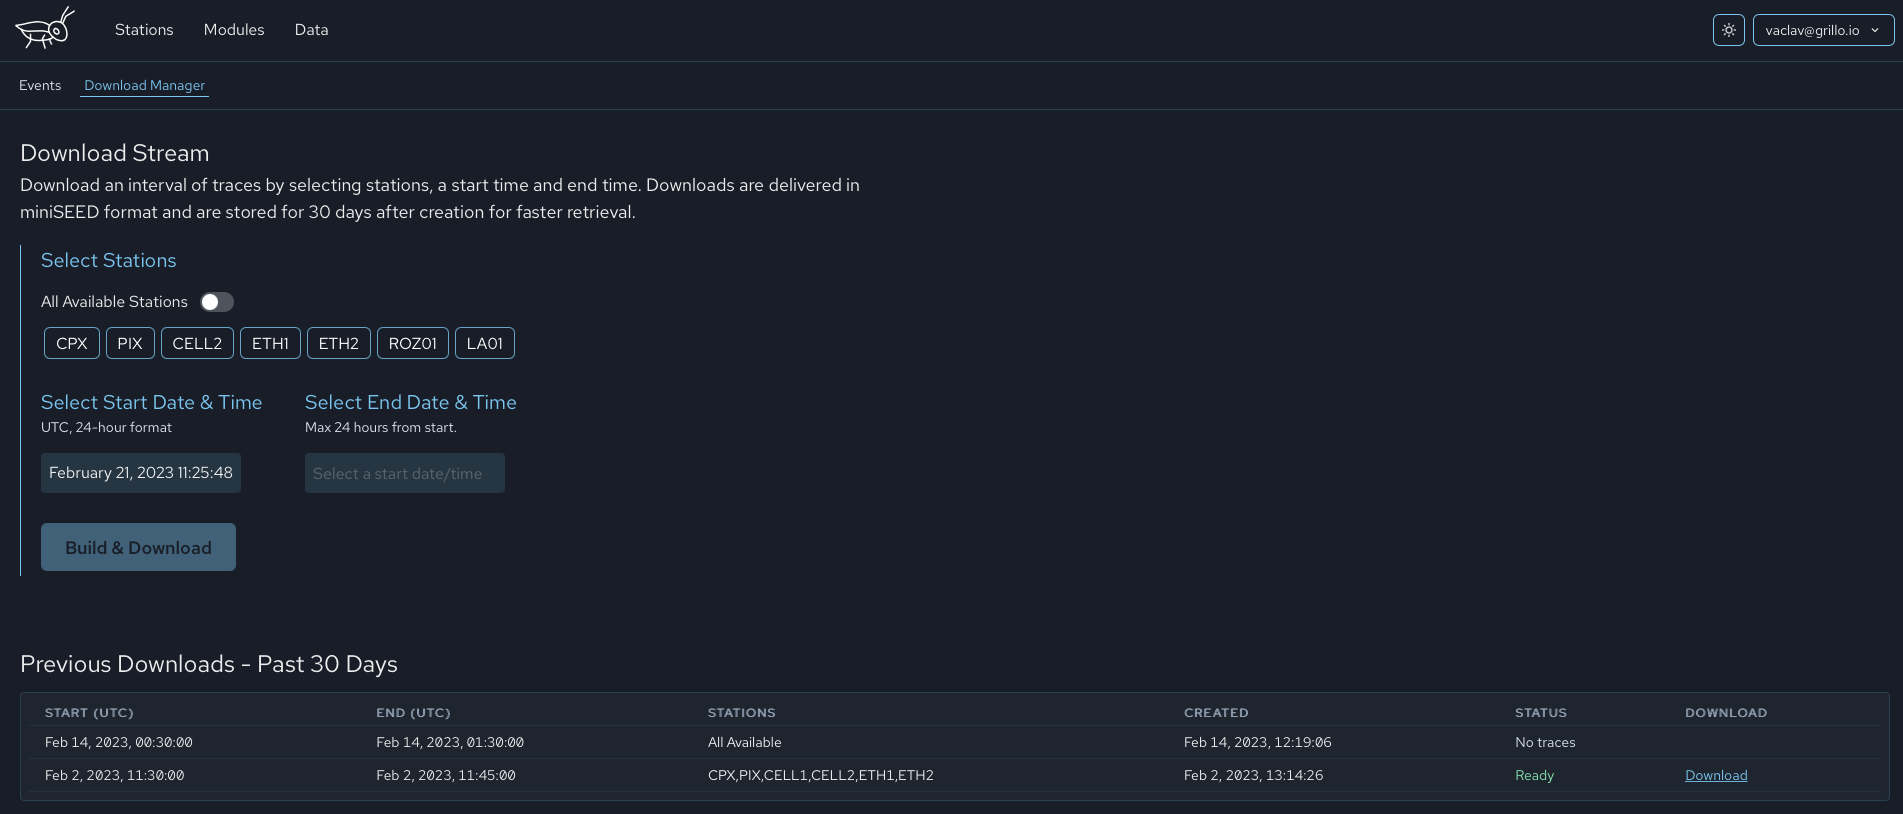 Stations Modules Data
vaclav@grillo.io
Events Download Manager
Download Stream
Download an interval of traces by selecting stations, a start time and end time. Downloads are delivered in
miniSEED format and are stored for 30 days after creation for faster retrieval.
Select Stations
All Available Stations
CPX PIX CELL2 ETH1 ETH2 ROZ01 LA01
Select Start Date & Time Select End Date & Time
UTC, 24-hour format Max 24 hours from start.
February 21, 2023 11:25:48 Select a start date/time
Build & Download
Previous Downloads - Past 30 Days
START (UTC) END (UTC) STATIONS CREATED STATUS DOWNLOAD
Feb 14, 2023, 00:30:00 Feb 14, 2023, 01:30:00 All Available Feb 14, 2023, 12:19:06 No traces
Feb 2, 2023, 11:30:00 Feb 2, 2023, 11:45:00 CPX,PIX,CELL1,CELL2,ETH1,ETH2 Feb 2, 2023, 13:14:26 Ready Download